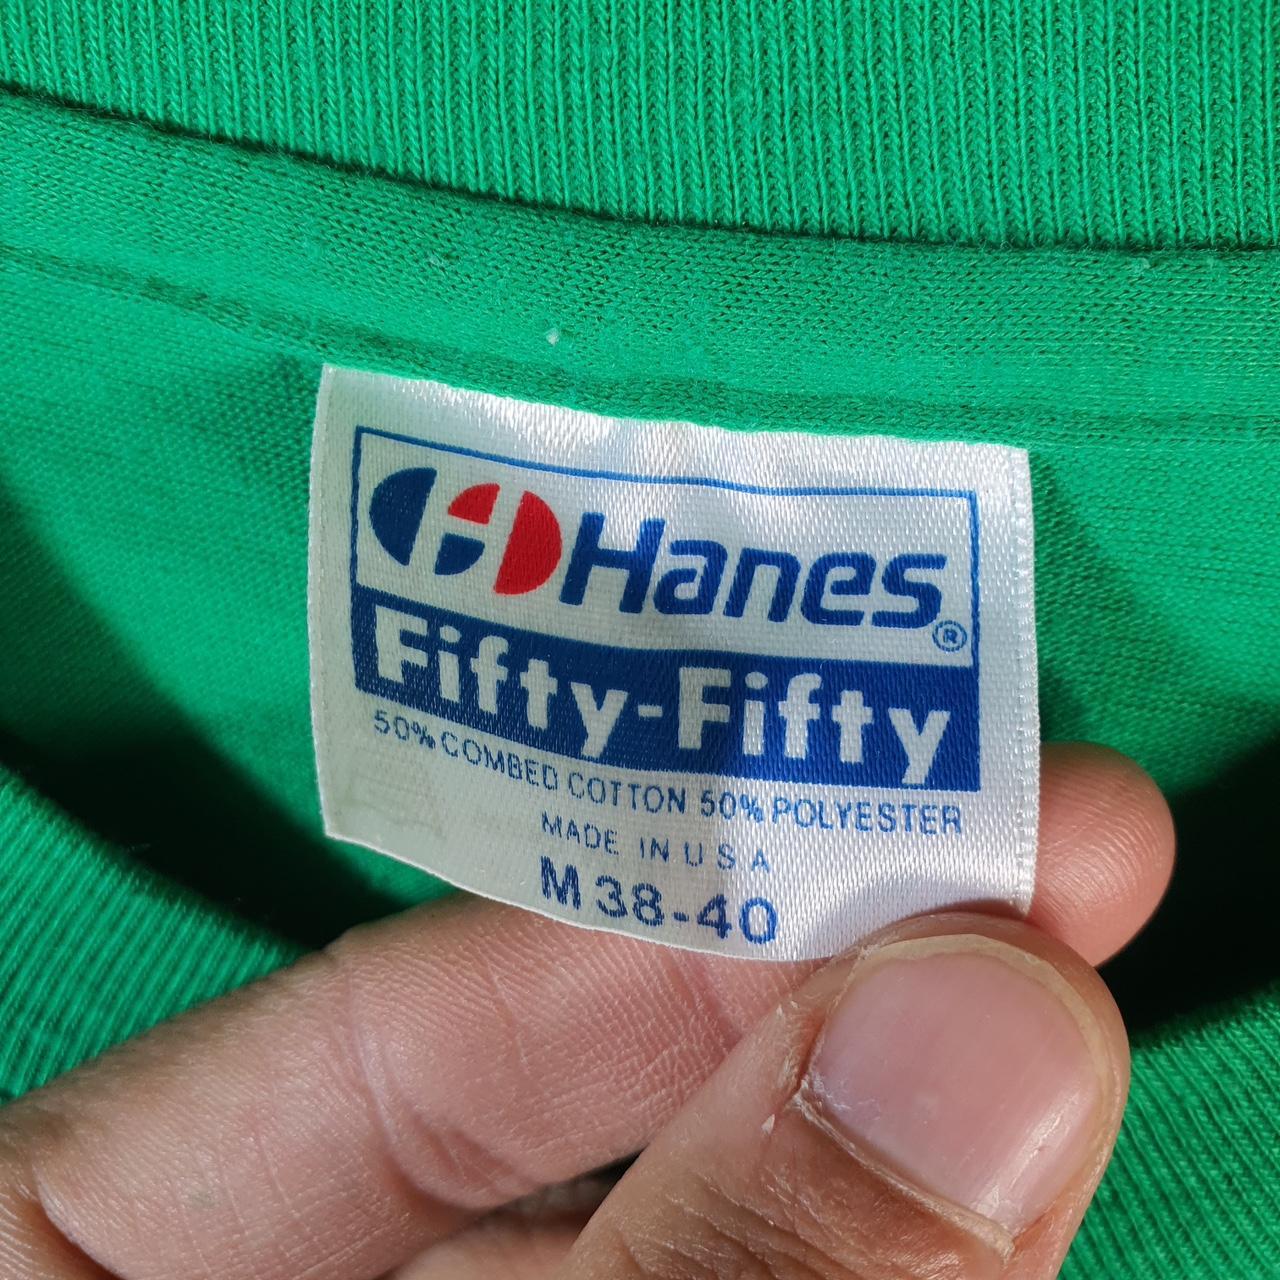 Hanes®
Fifty-Fifty
50% COMBED COTTON 50% POLYESTER
MADE IN U S A
M 38-40